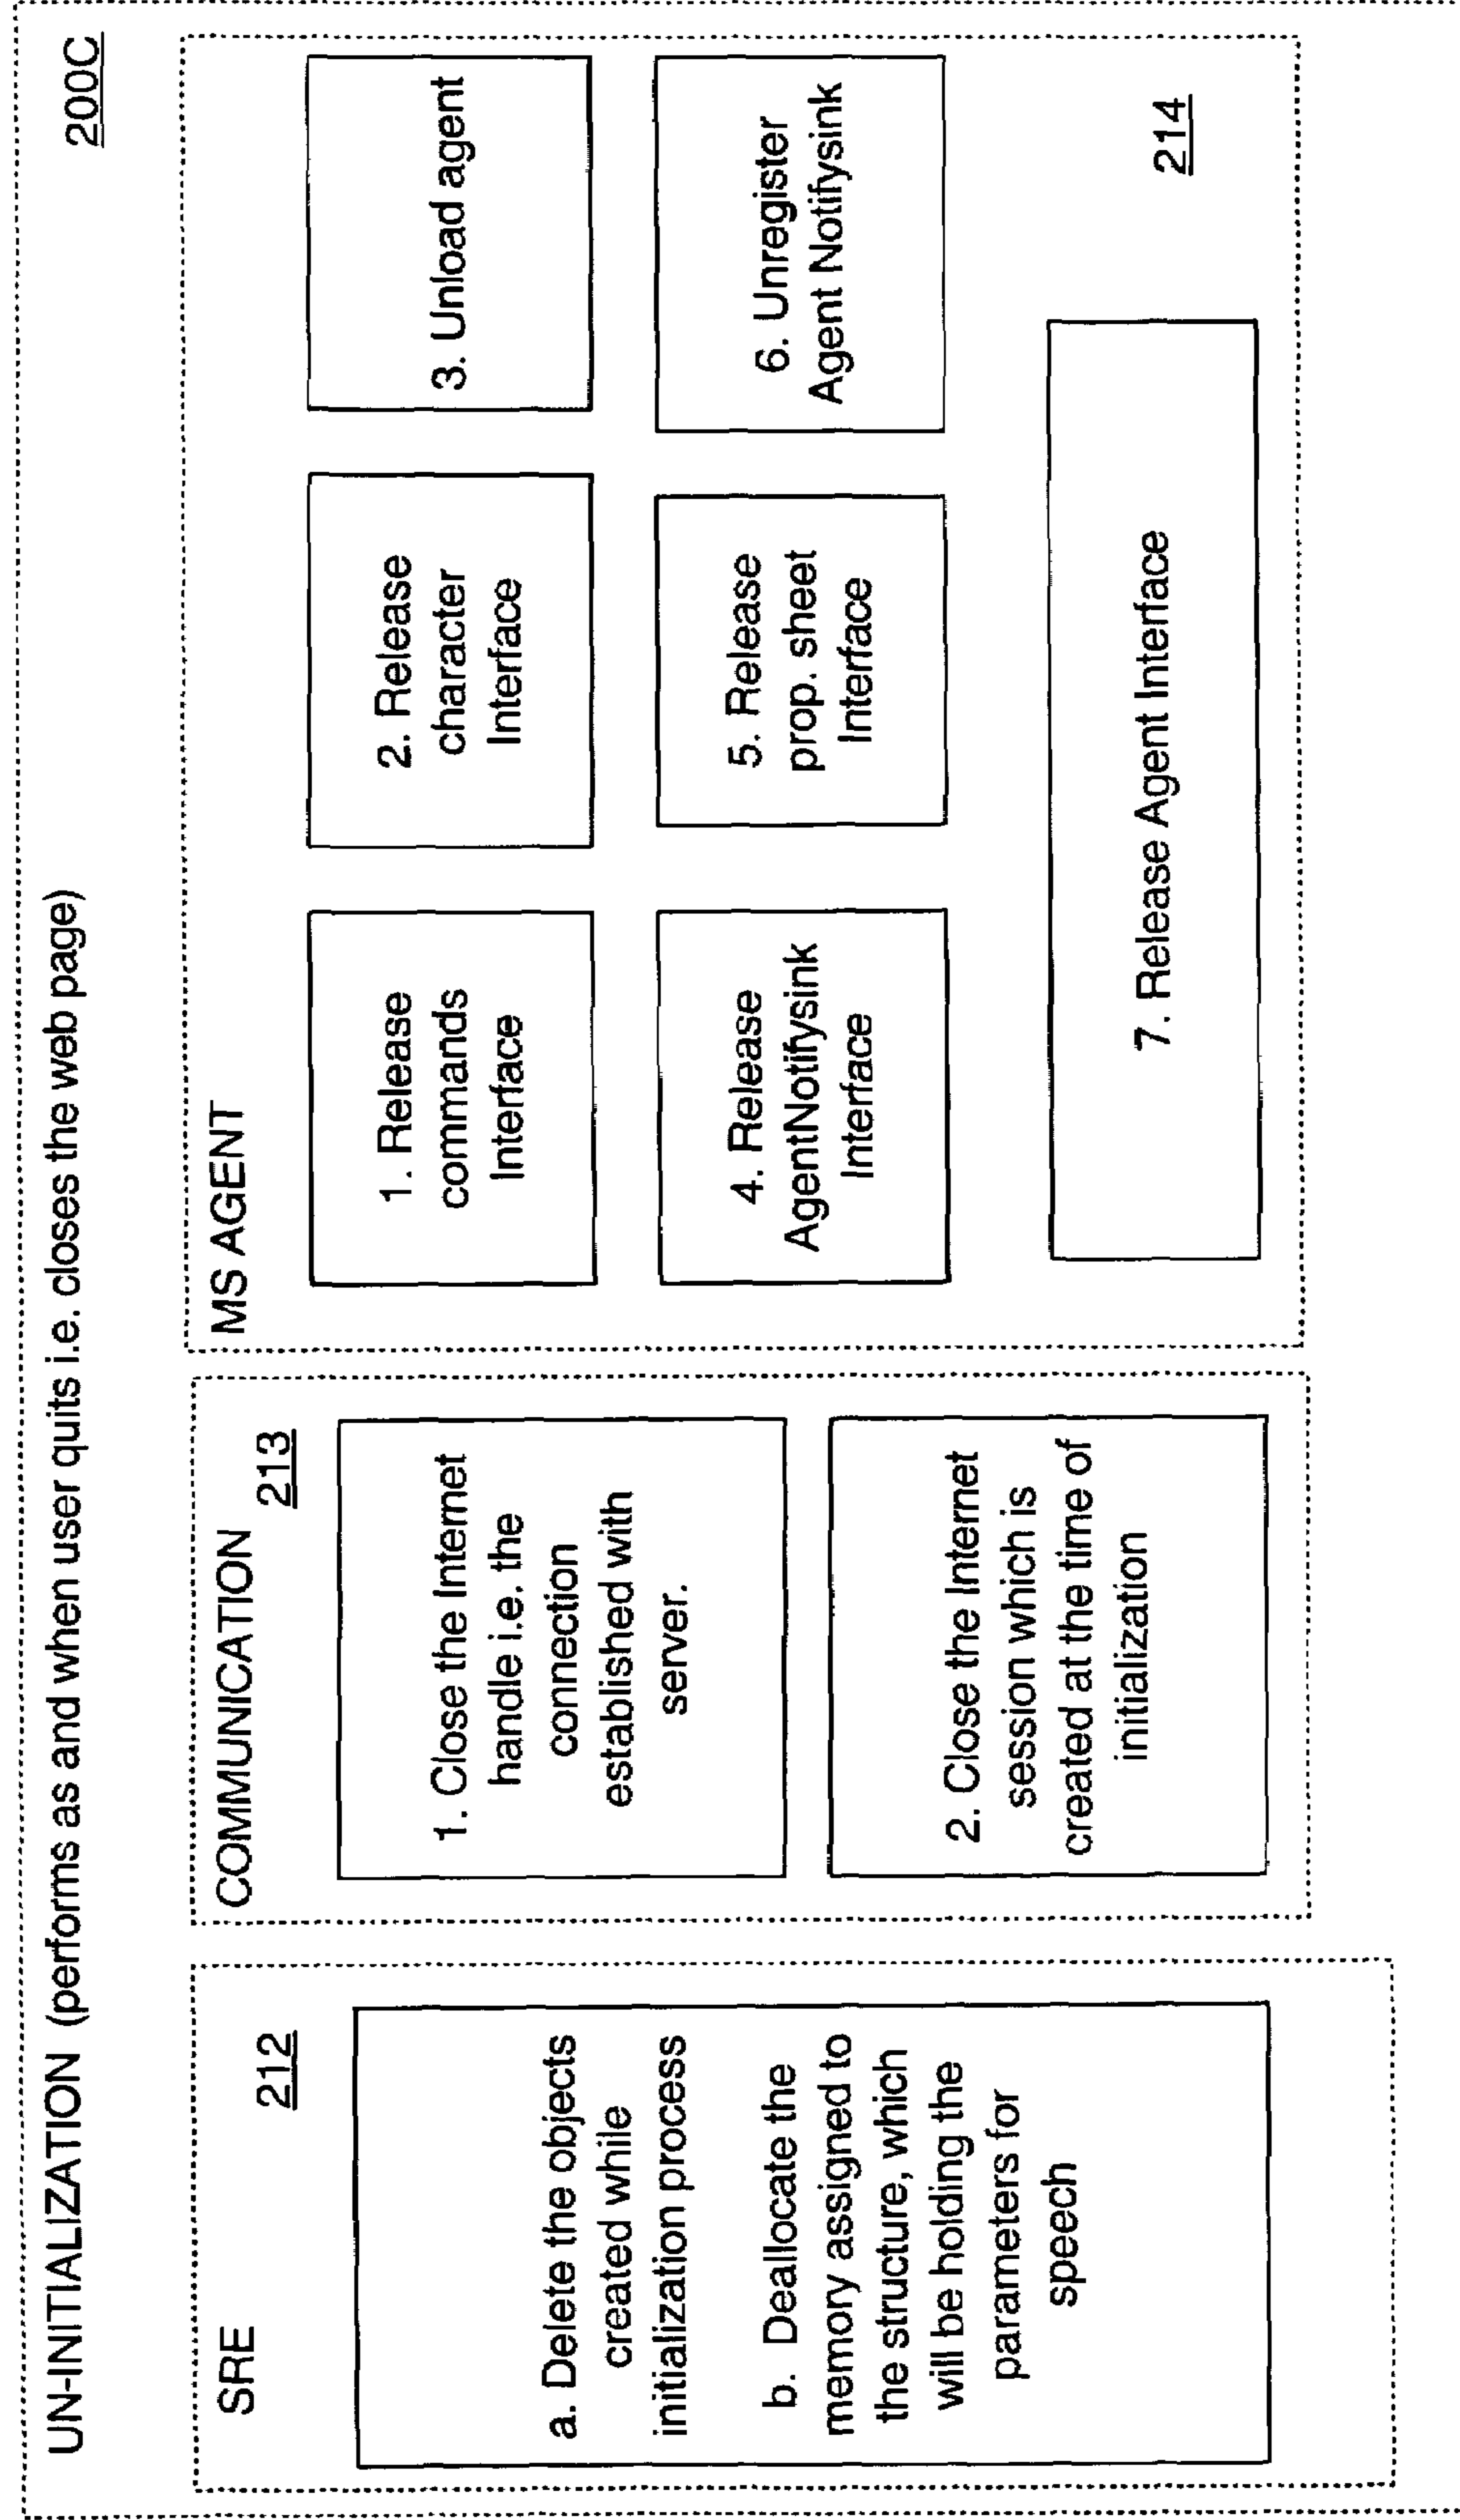 UN-INITIALIZATION (performs as and when user quits i.e. closes the web page)
200C
SRE
212
a. Delete the objects
created while
initialization process
b. Deallocate the
memory assigned to
the structure, which
will be holding the
parameters for
speech
COMMUNICATION
213
1. Close the Internet
handle i.e. the
connection
established with
server.
2. Close the Internet
session which is
created at the time of
initialization
MS AGENT
1. Release
commands
Interface
2. Release
character
Interface
3. Unload agent
4. Release
AgentNotifysink
Interface
5. Release
prop. sheet
Interface
6. Unregister
Agent Notifysink
7. Release Agent Interface
214